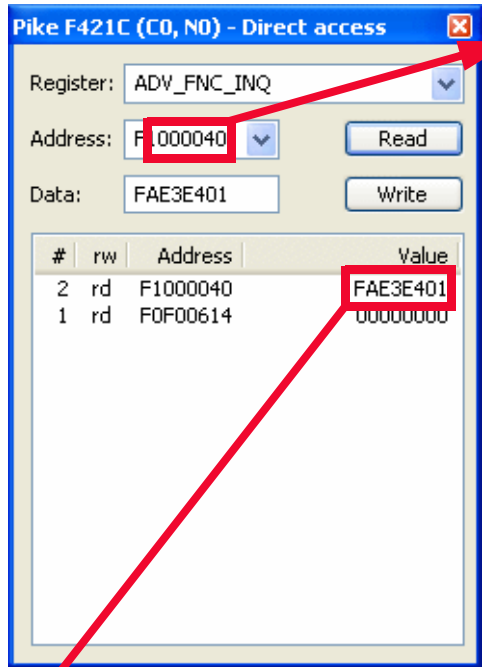 Pike F421C (C0, N0) - Direct access
Register: ADV_FNC_INQ
Address: F1000040 Read
Data: FAE3E401 Write
# rw Address Value
2 rd F1000040 FAE3E401
1 rd F0F00614 00000000